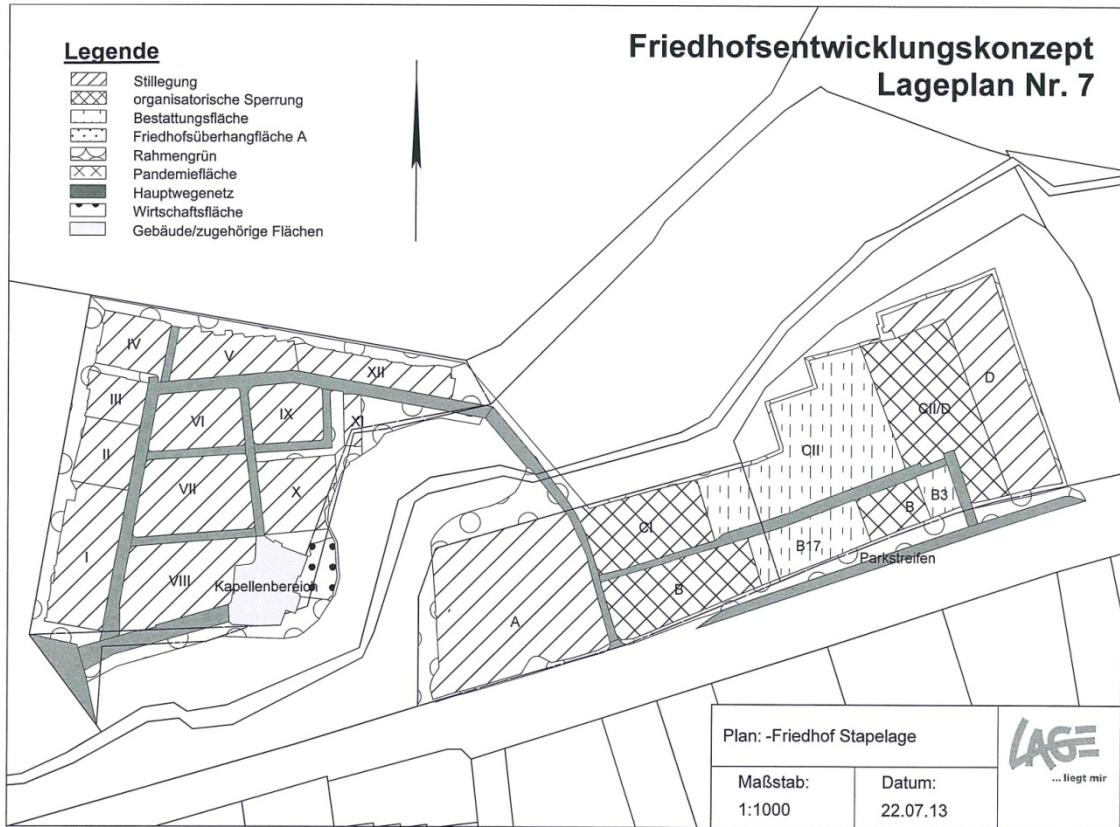 Friedhofsentwicklungskonzept
Lageplan Nr. 7
Legende
Stillegung
organisatorische Sperrung
Bestattungsfläche
Friedhofsüberhangfläche A
Rahmengrün
Pandemiefläche
Hauptwegenetz
Wirtschaftsfläche
Gebäude/zugehörige Flächen
IV
V
XII
III
VI
IX
XI
II
VII
X
I
VIII
Kapellenbereich
A
CI
B
CII
B17
CII/D
D
B
B3
Parkstreifen
Plan: -Friedhof Stapelage
Maßstab:
1:1000
Datum:
22.07.13
LAGE
... liegt mir